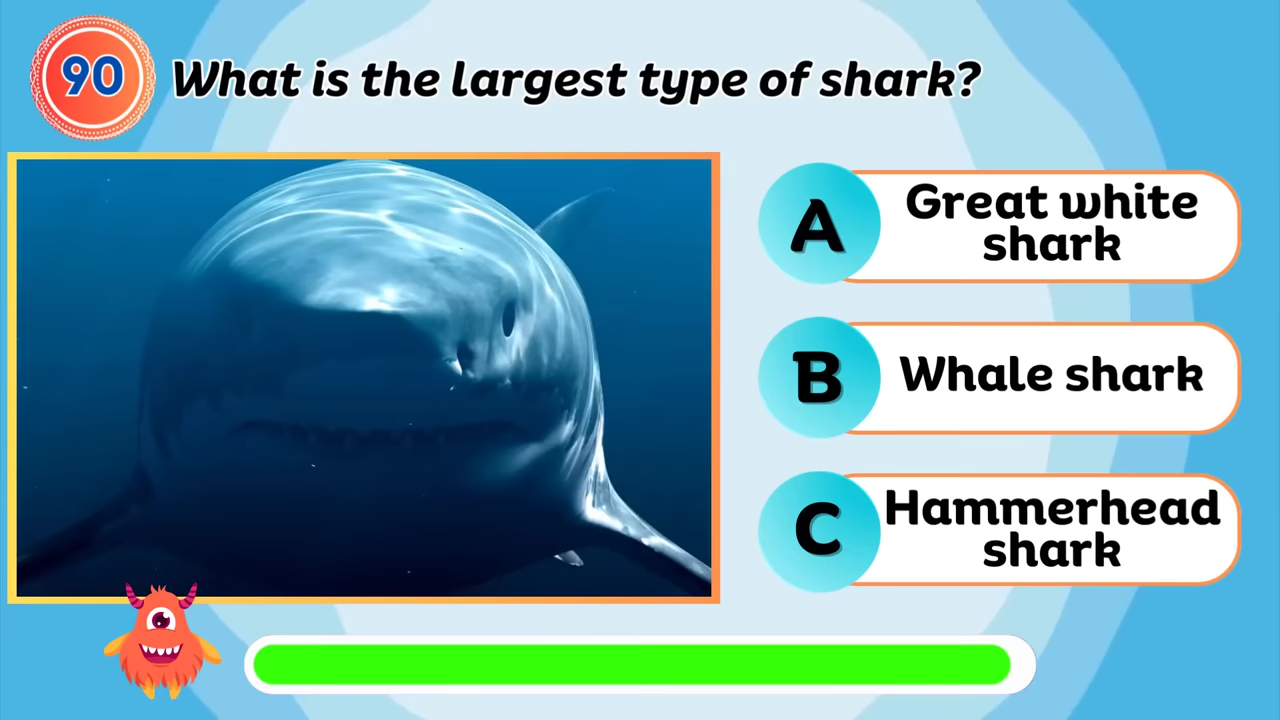 90
What is the largest type of shark?
A
Great white
shark
B
Whale shark
C
Hammerhead
shark